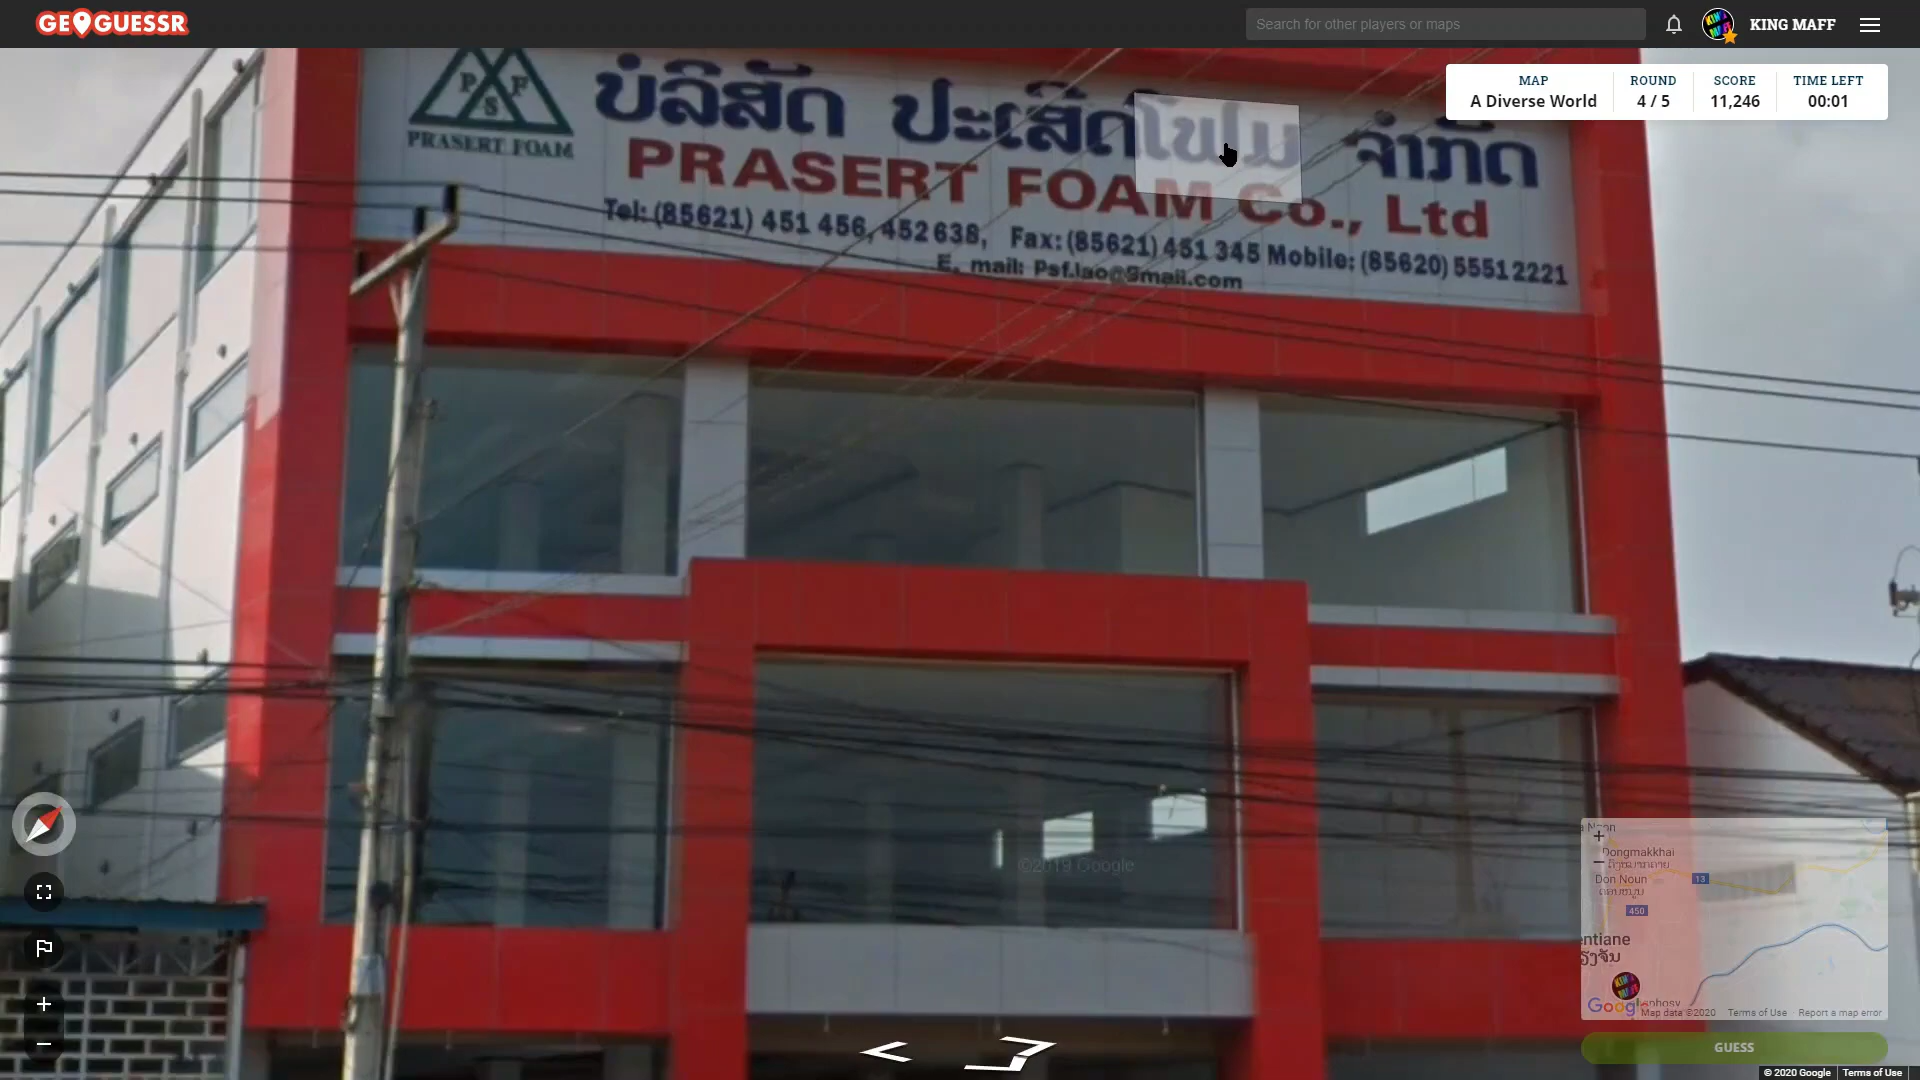 GEOGUESSR
Search for other players or maps
KING MAFF
MAP
A Diverse World
ROUND
4 / 5
SCORE
11,246
TIME LEFT
00:01
PSF
PRASERT FOAM
ບໍລິສັດ ປະເສີດໂຟມ ຈຳກັດ
PRASERT FOAM Co., Ltd
Tel: (85621) 451 456, 452 638, Fax: (85621) 451 345 Mobile: (85620) 5551 2221
E. mail: Psf.lao@gmail.com
©2019 Google
Dongmakkhai
Don Noun
13
450
entiane
Google
Map data ©2020 Terms of Use Report a map error
GUESS
© 2020 Google Terms of Use